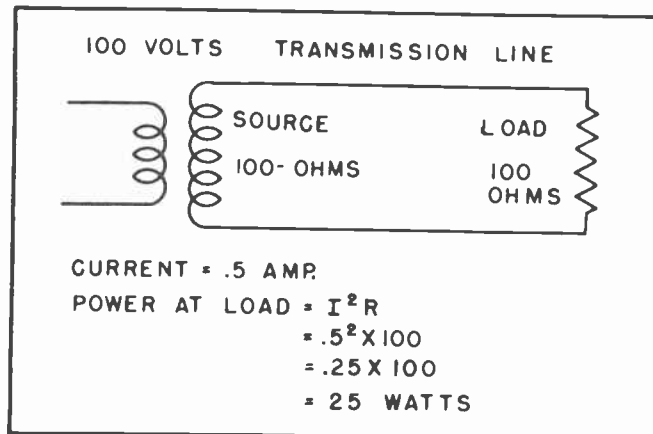 100 VOLTS TRANSMISSION LINE
SOURCE LOAD
100-OHMS 100
OHMS
CURRENT = .5 AMP.
POWER AT LOAD = I²R
= .5² X 100
= .25 X 100
= 25 WATTS